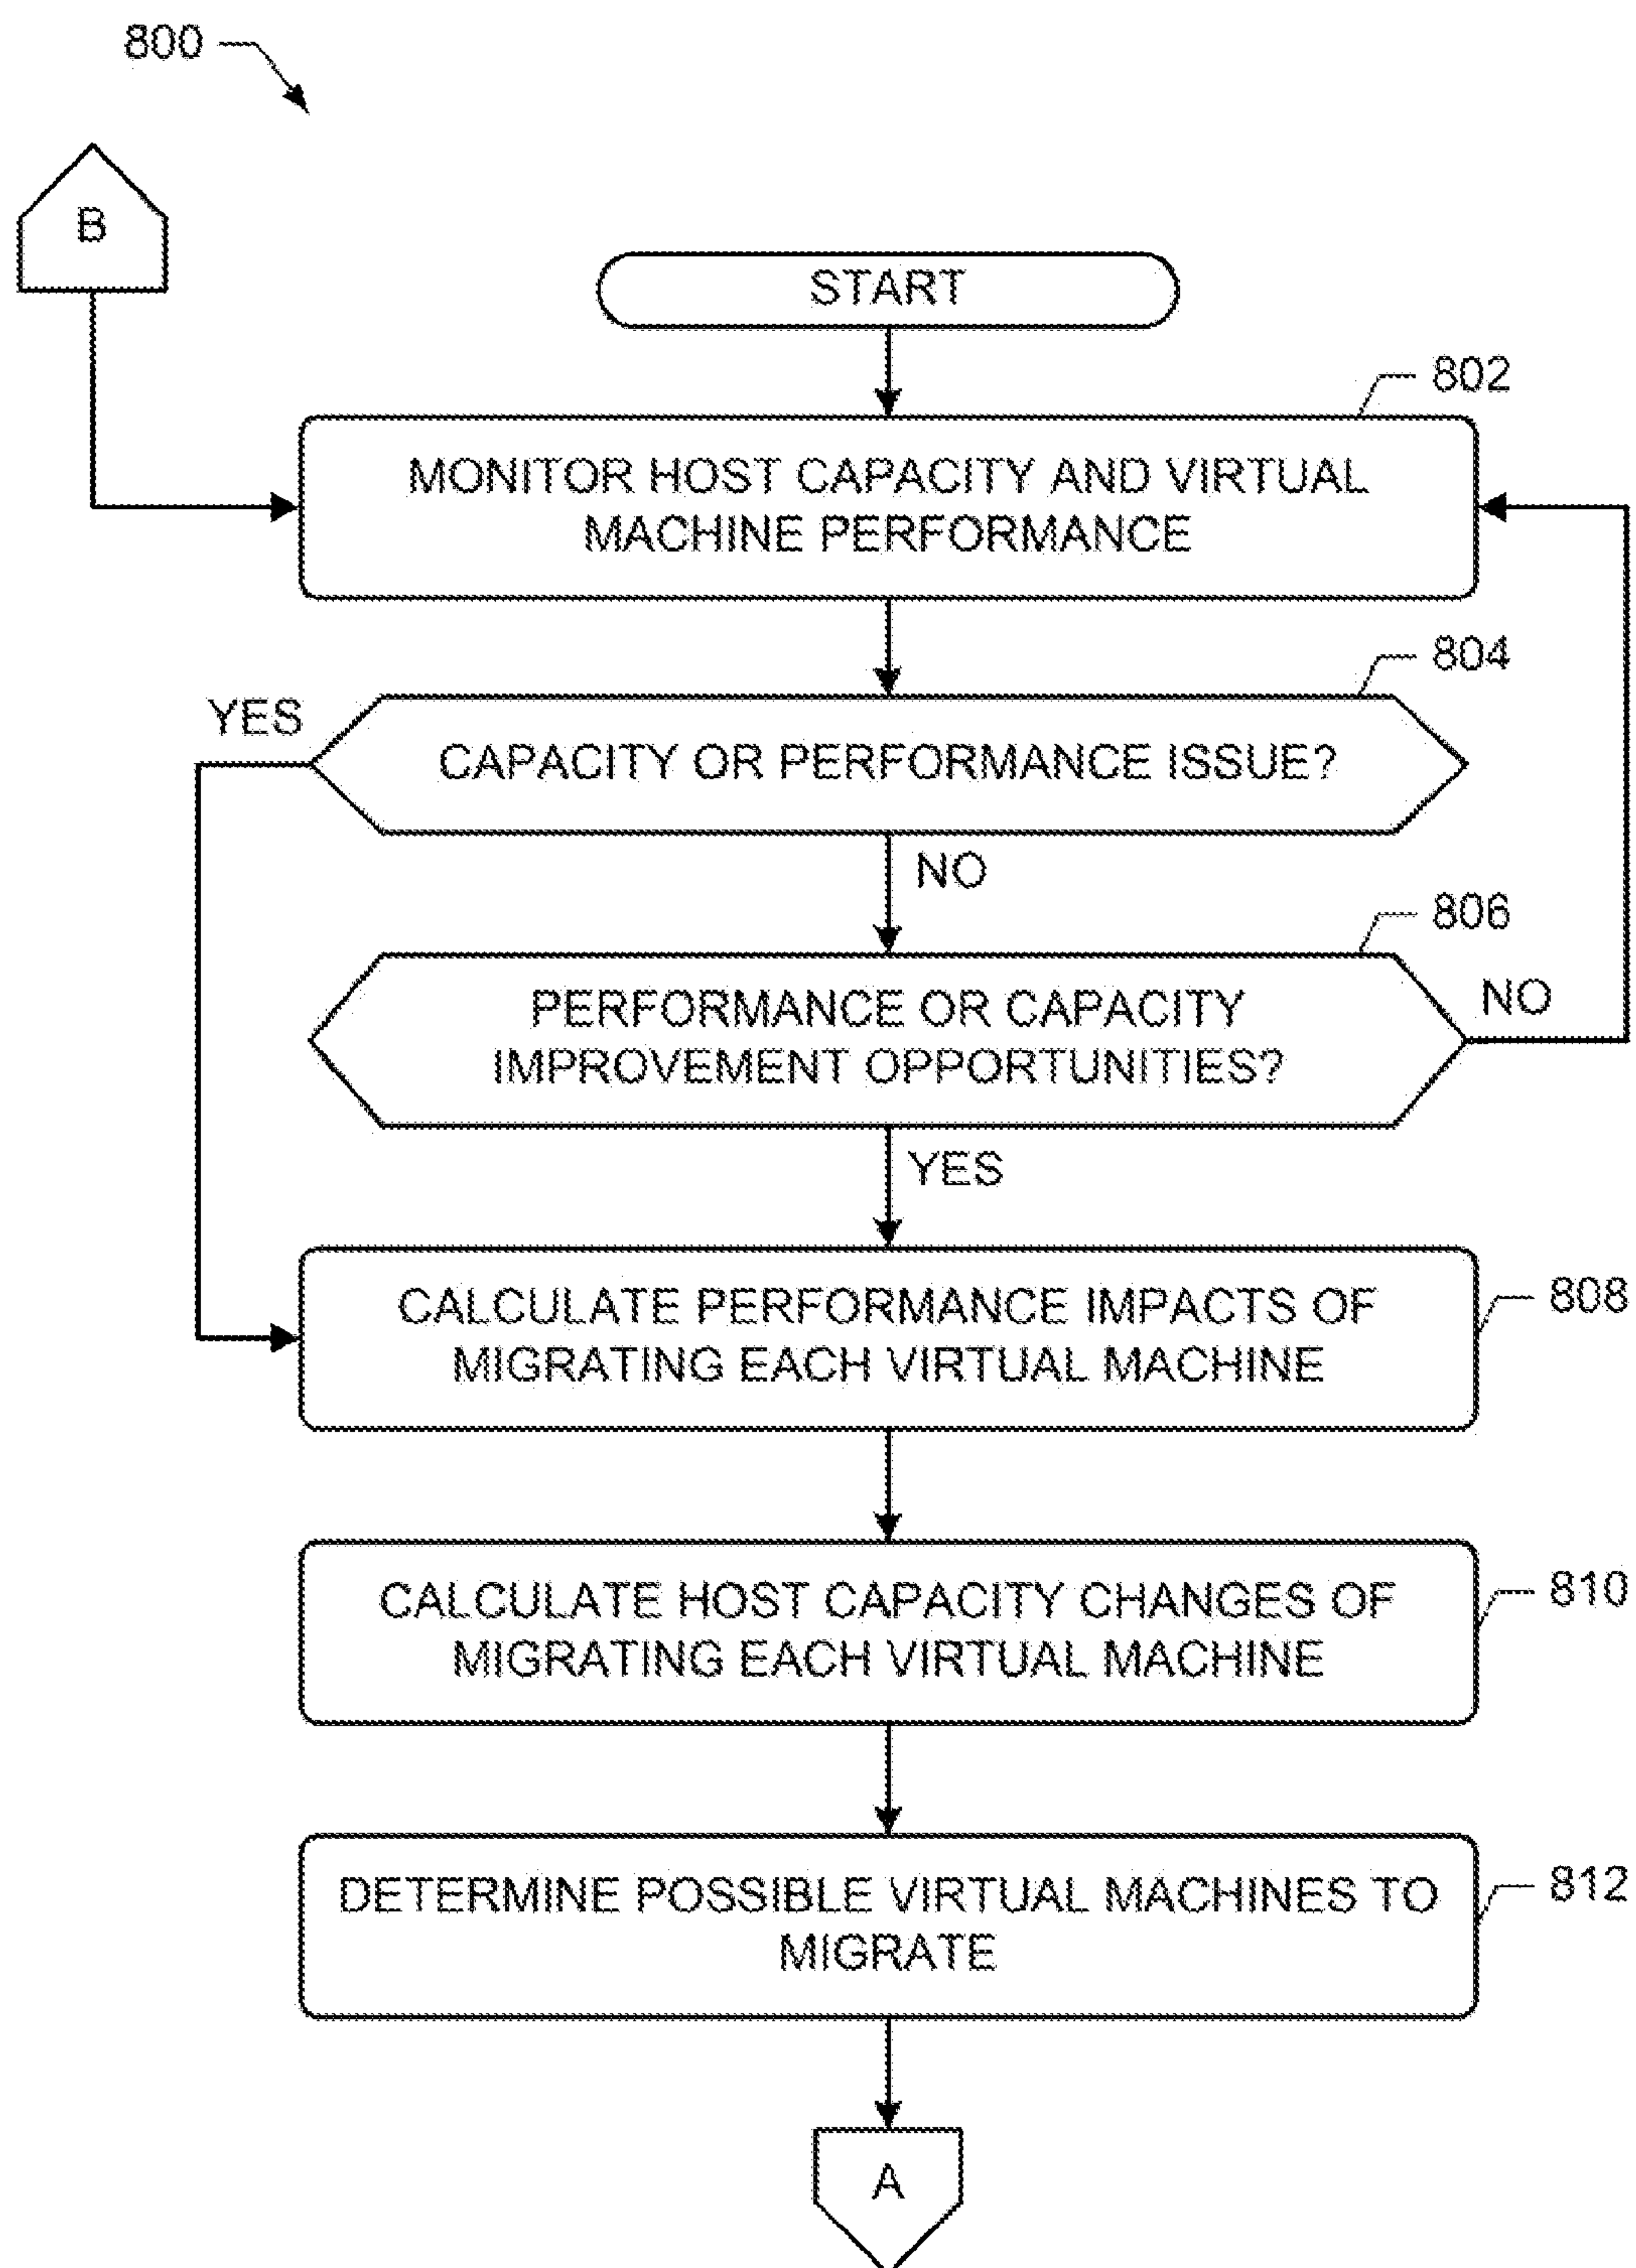 800
B
START
802
MONITOR HOST CAPACITY AND VIRTUAL
MACHINE PERFORMANCE
804
YES
CAPACITY OR PERFORMANCE ISSUE?
NO
806
PERFORMANCE OR CAPACITY
IMPROVEMENT OPPORTUNITIES?
NO
YES
CALCULATE PERFORMANCE IMPACTS OF
MIGRATING EACH VIRTUAL MACHINE
808
CALCULATE HOST CAPACITY CHANGES OF
MIGRATING EACH VIRTUAL MACHINE
810
DETERMINE POSSIBLE VIRTUAL MACHINES TO
MIGRATE
812
A